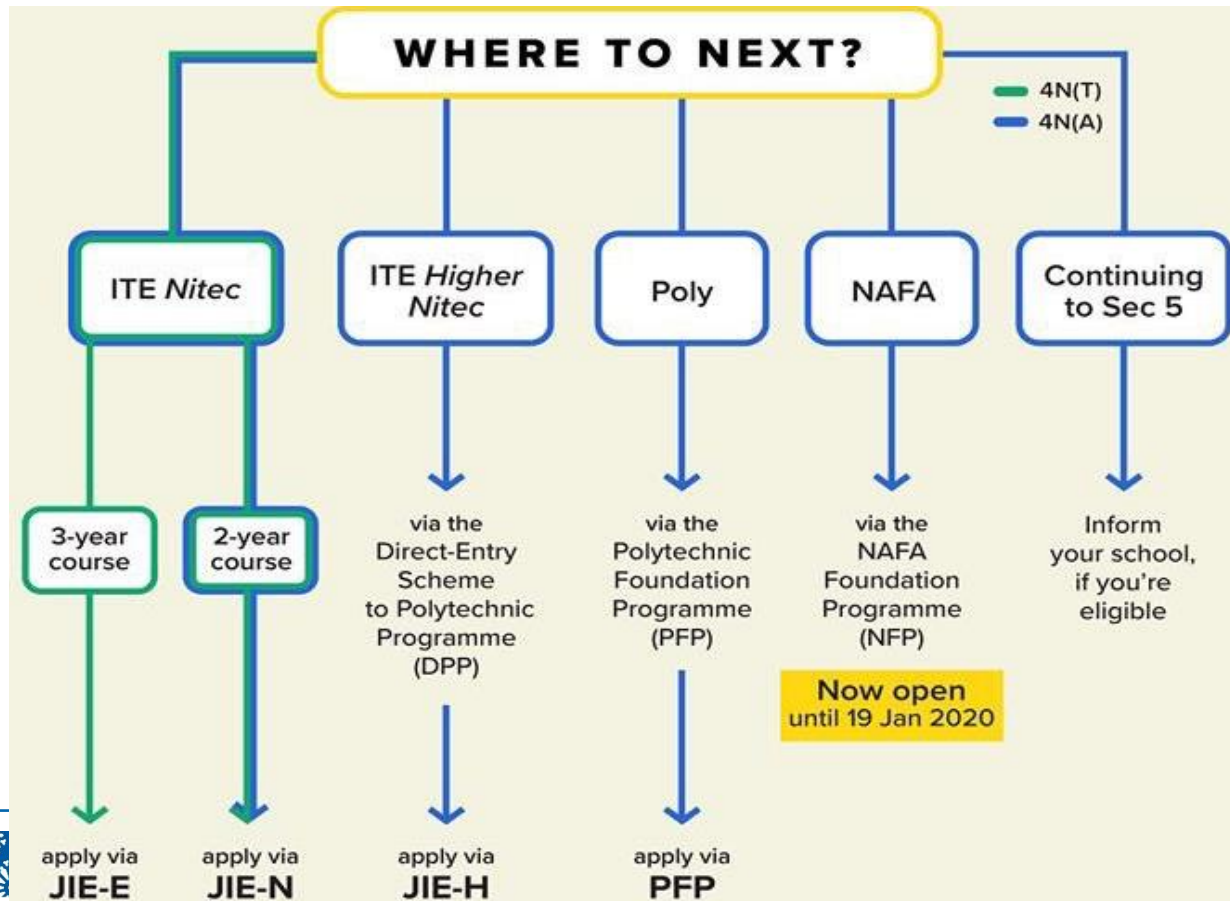 WHERE TO NEXT?
4N(T)
4N(A)
ITE Nitec
ITE Higher
Nitec
Poly
NAFA
Continuing
to Sec 5
3-year
course
2-year
course
via the
Direct-Entry
Scheme
to Polytechnic
Programme
(DPP)
via the
Polytechnic
Foundation
Programme
(PFP)
via the
NAFA
Foundation
Programme
(NFP)
Now open
until 19 Jan 2020
Inform
your school,
if you're
eligible
apply via
JIE-E
apply via
JIE-N
apply via
JIE-H
apply via
PFP